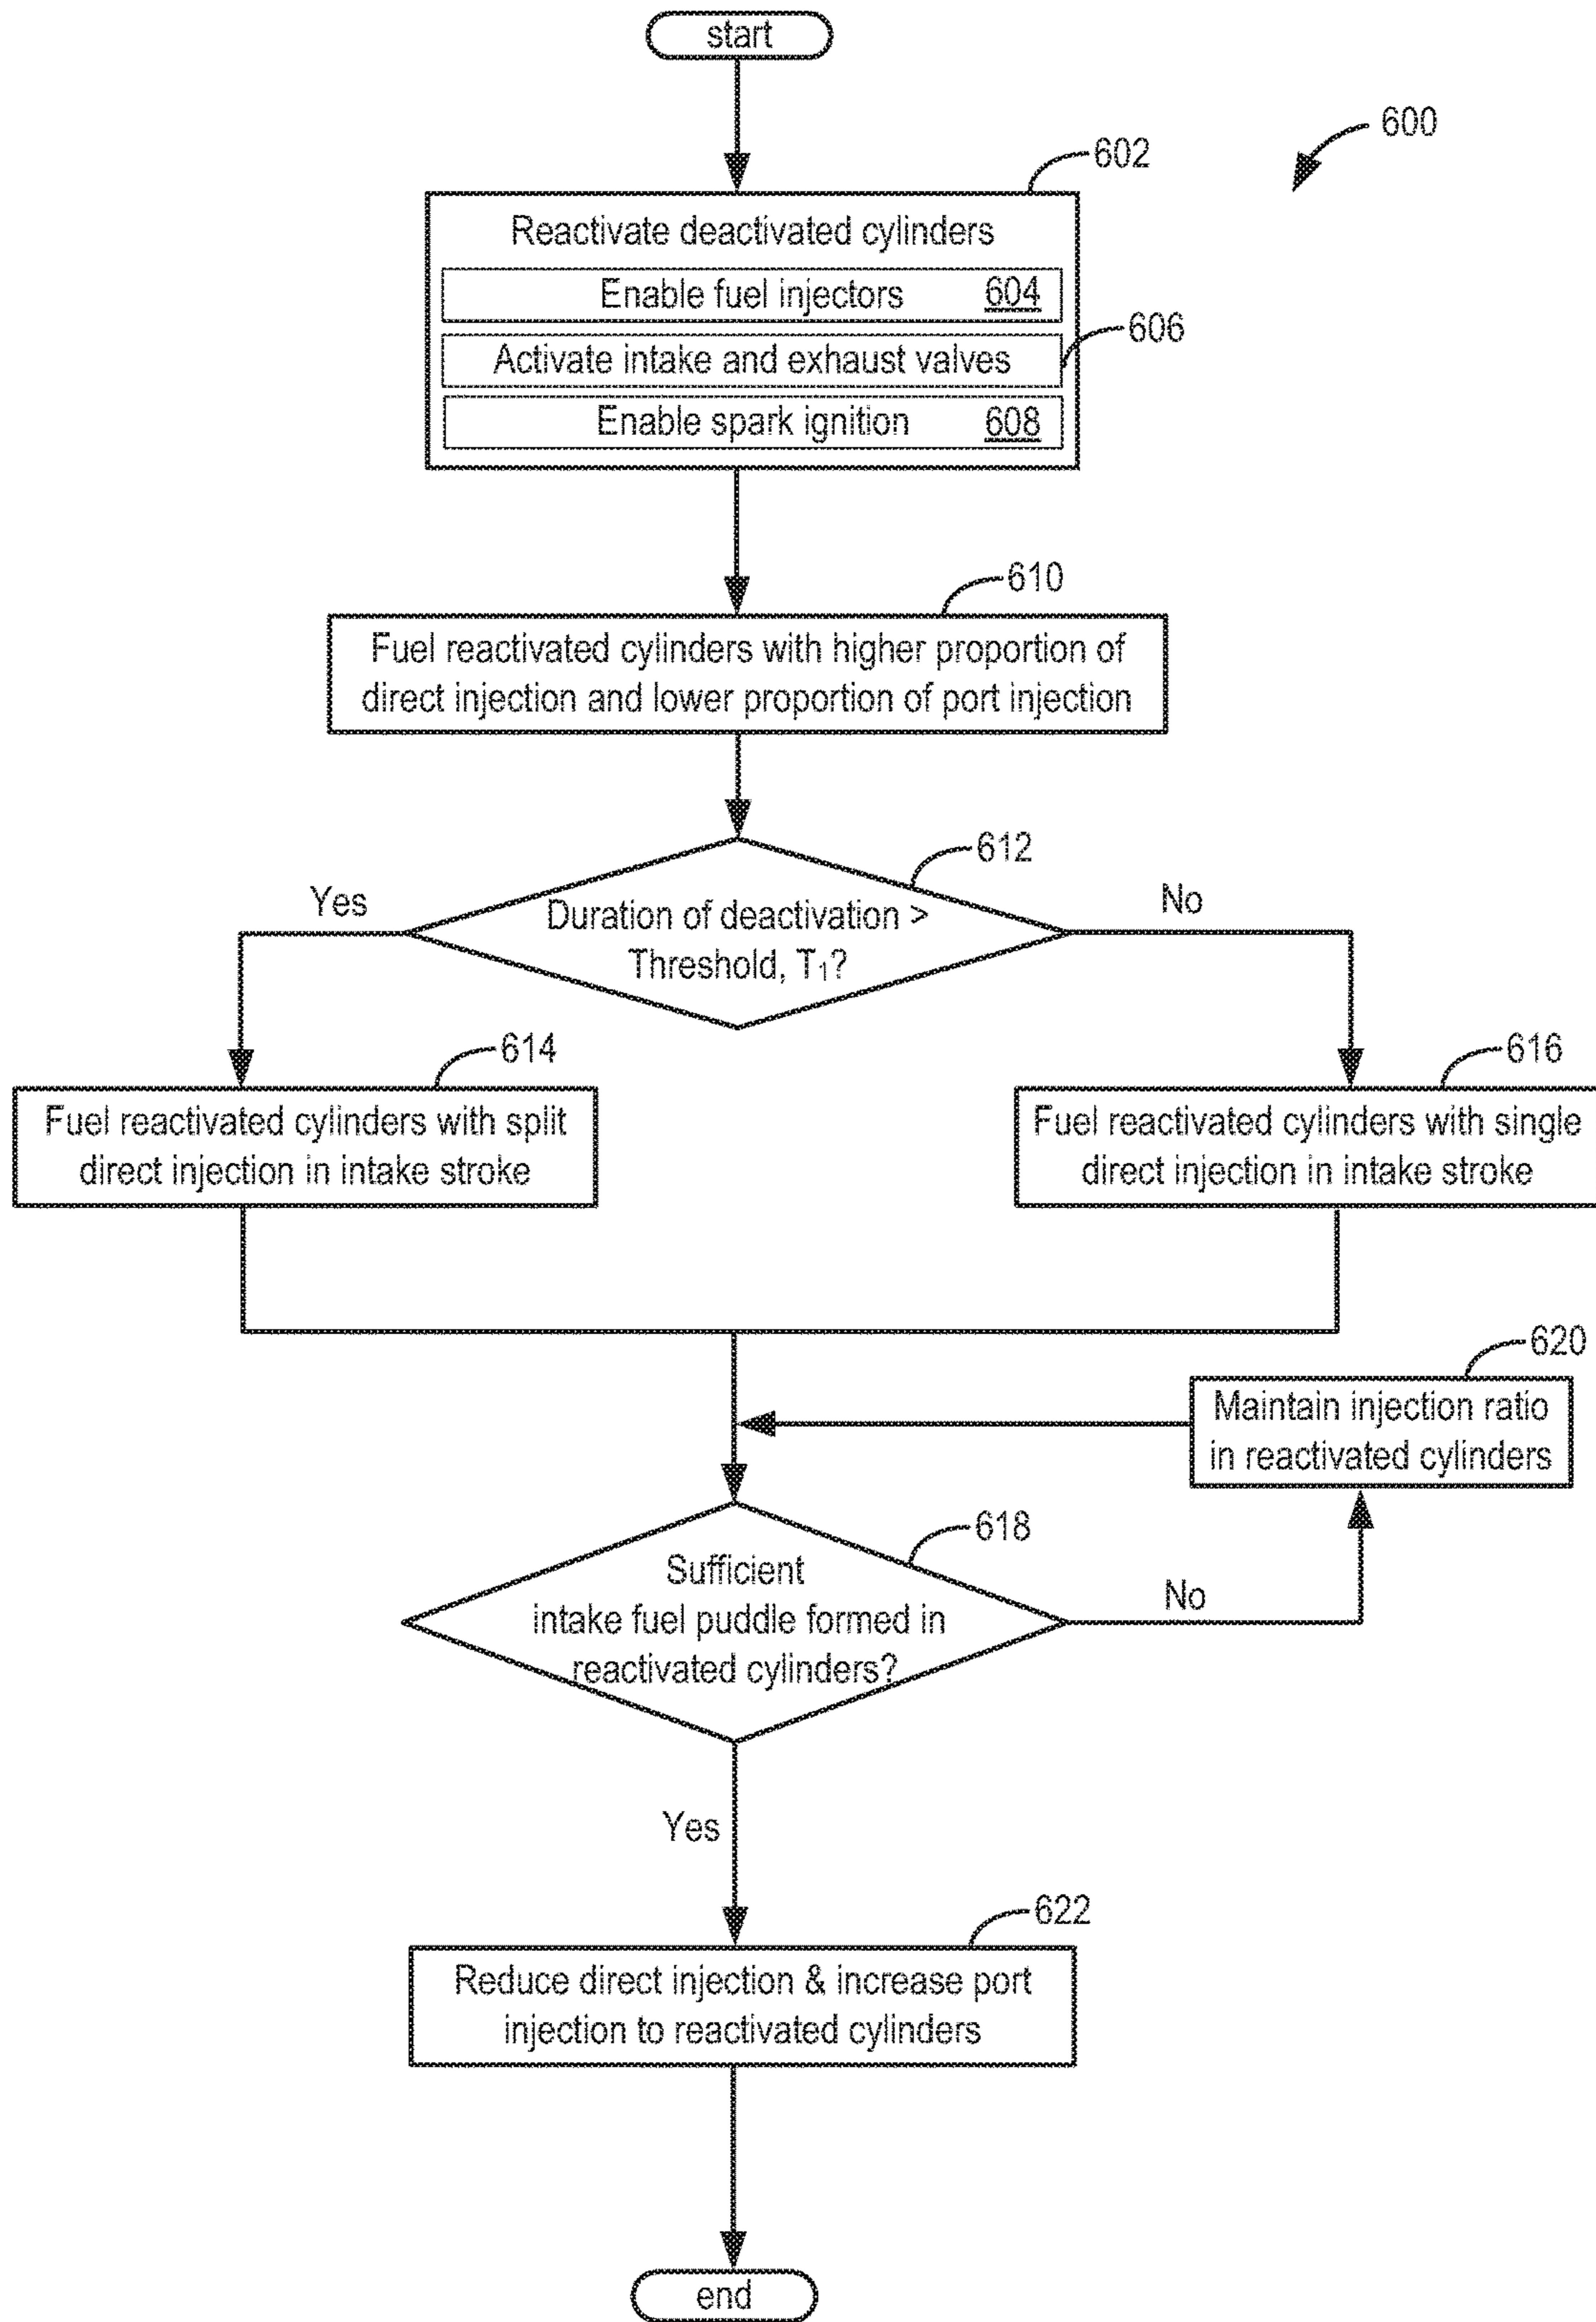 start
600
602
Reactivate deactivated cylinders
Enable fuel injectors 604
606
Activate intake and exhaust valves
Enable spark ignition 608
610
Fuel reactivated cylinders with higher proportion of
direct injection and lower proportion of port injection
612
Yes
No
Duration of deactivation >
Threshold, T₁?
614
616
Fuel reactivated cylinders with split
direct injection in intake stroke
Fuel reactivated cylinders with single
direct injection in intake stroke
620
Maintain injection ratio
in reactivated cylinders
618
Sufficient
intake fuel puddle formed in
reactivated cylinders?
No
Yes
622
Reduce direct injection & increase port
injection to reactivated cylinders
end